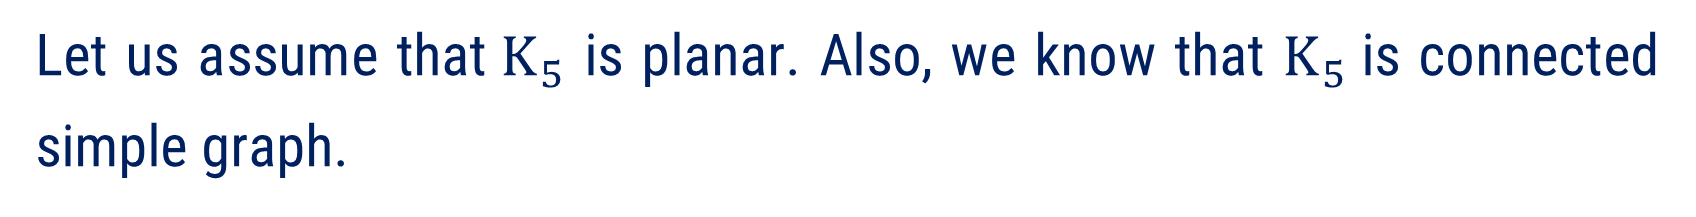 Let us assume that K₅ is planar. Also, we know that K₅ is connected
simple graph.